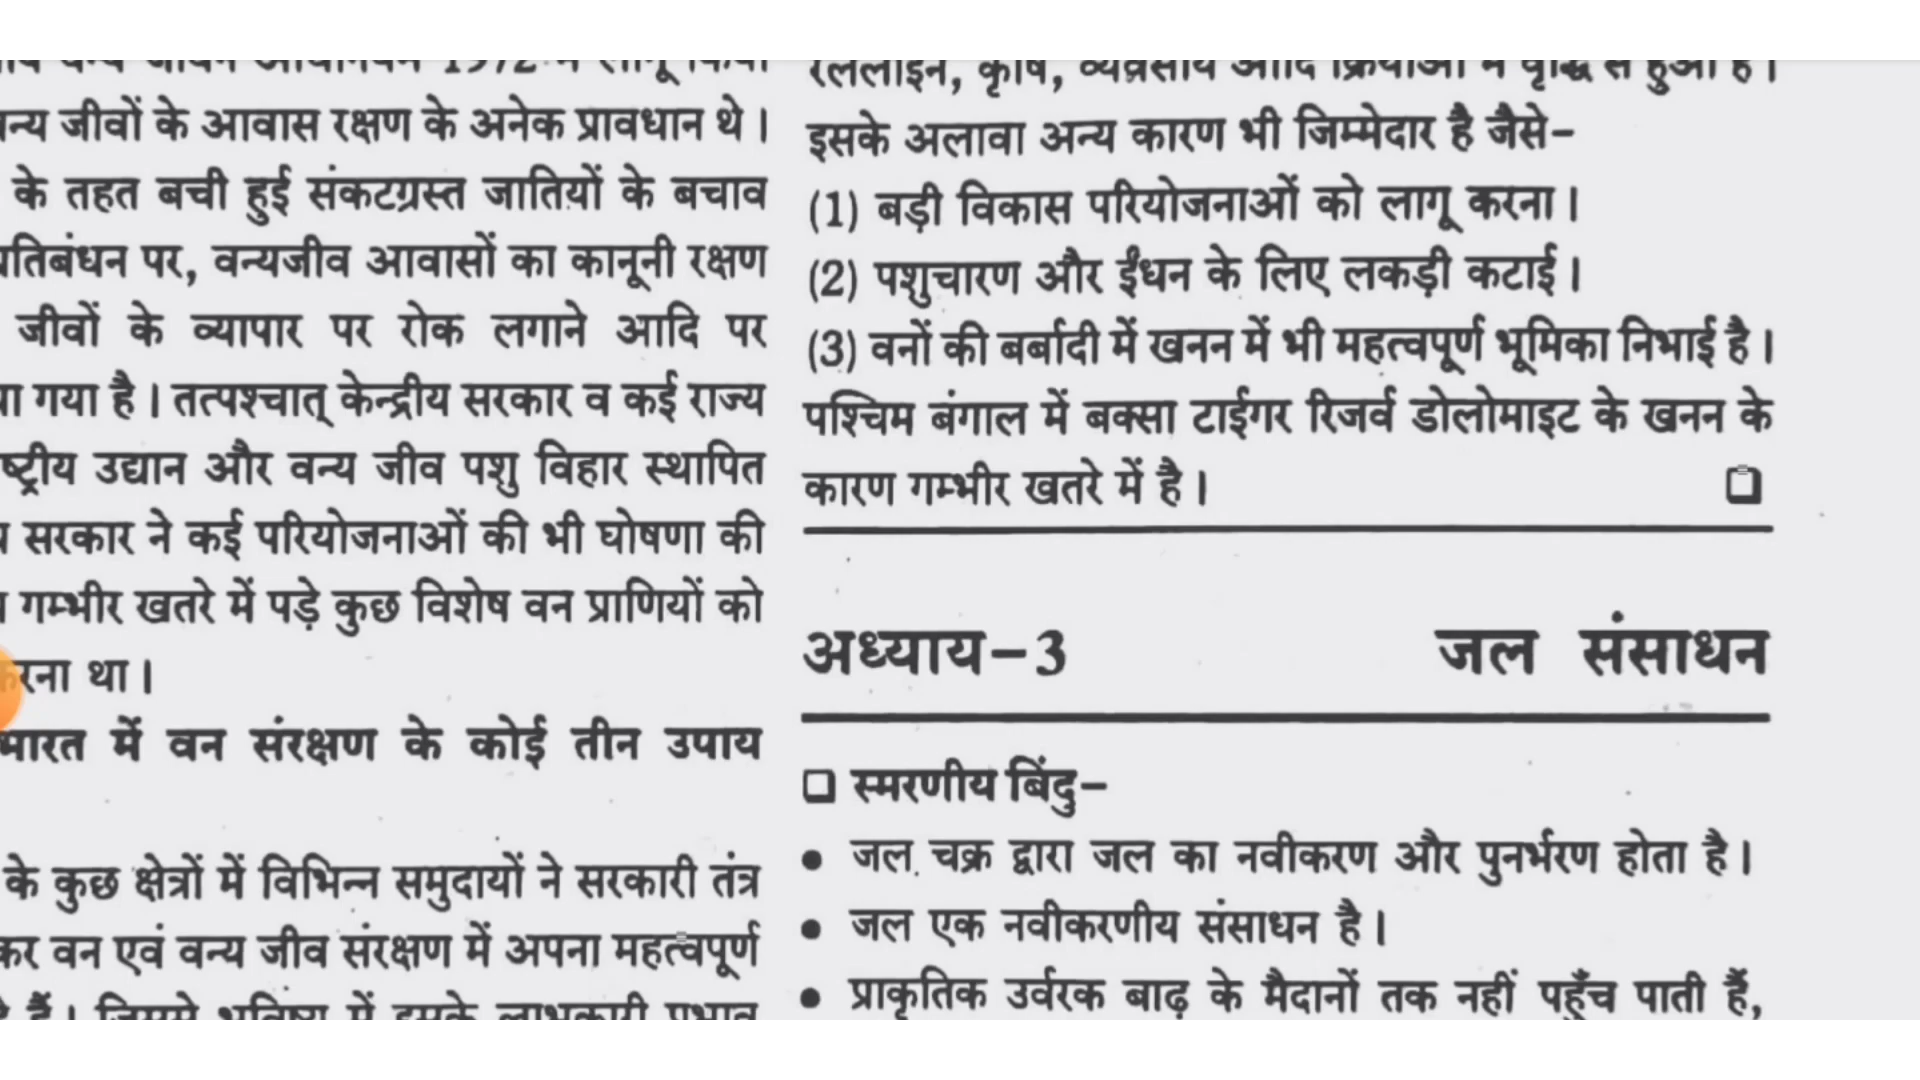 वन्य जीवों के आवास रक्षण के अनेक प्रावधान थे।
के तहत बची हुई संकटग्रस्त जातियों के बचाव
पर, वन्यजीव आवासों का कानूनी रक्षण
जीवों के व्यापार पर रोक लगाने आदि पर
गया है। तत्पश्चात् केन्द्रीय सरकार व कई राज्य
उद्यान और वन्य जीव पशु विहार स्थापित
सरकार ने कई परियोजनाओं की भी घोषणा की
गम्भीर खतरे में पड़े कुछ विशेष वन प्राणियों को
था।
भारत में वन संरक्षण के कोई तीन उपाय
के कुछ क्षेत्रों में विभिन्न समुदायों ने सरकारी तंत्र
कर वन एवं वन्य जीव संरक्षण में अपना महत्वपूर्ण
रेललाइन, कृषि, व्यवसाय आदि क्रियाओं में वृद्धि से हुआ है।
इसके अलावा अन्य कारण भी जिम्मेदार है जैसे-
(1) बड़ी विकास परियोजनाओं को लागू करना।
(2) पशुचारण और ईंधन के लिए लकड़ी कटाई।
(3) वनों की बर्बादी में खनन में भी महत्वपूर्ण भूमिका निभाई है।
पश्चिम बंगाल में बक्सा टाईगर रिजर्व डोलोमाइट के खनन के
कारण गम्भीर खतरे में है।
अध्याय-3 जल संसाधन
स्मरणीय बिंदु-
• जल चक्र द्वारा जल का नवीकरण और पुनर्भरण होता है।
• जल एक नवीकरणीय संसाधन है।
• प्राकृतिक उर्वरक बाढ़ के मैदानों तक नहीं पहुँच पाती हैं,